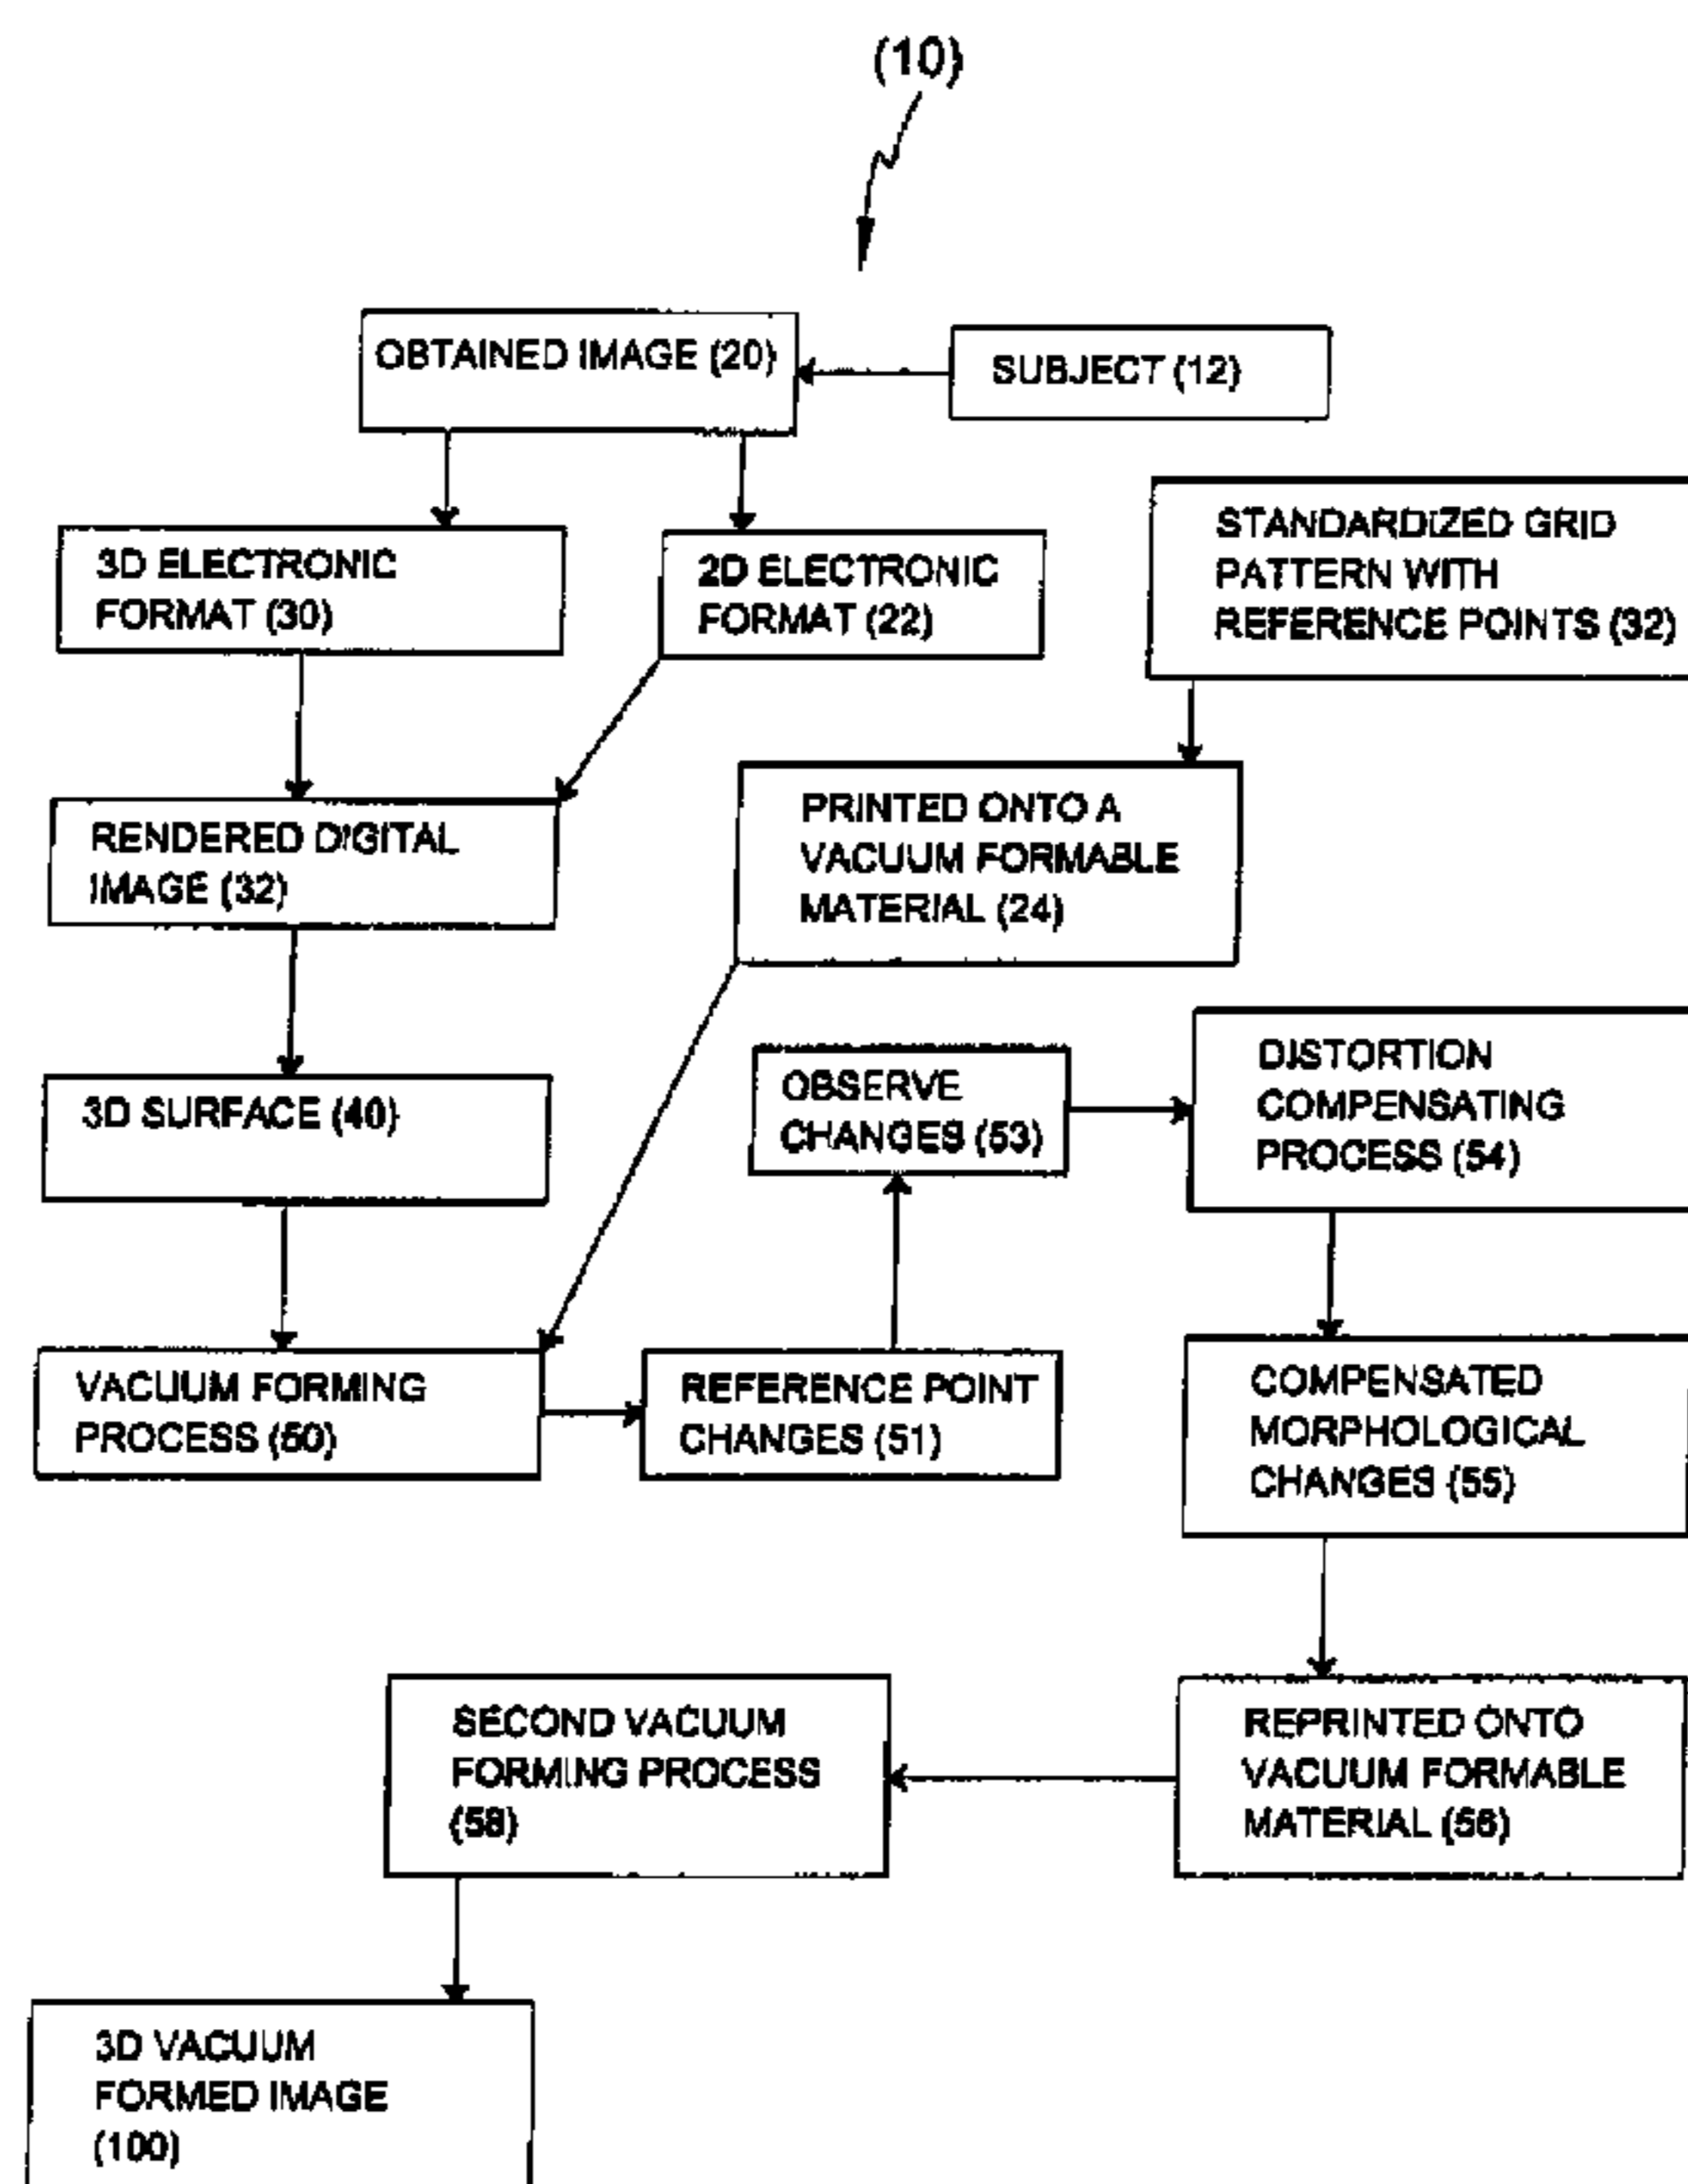 (10)
OBTAINED IMAGE (20)
SUBJECT (12)
3D ELECTRONIC
FORMAT (30)
2D ELECTRONIC
FORMAT (22)
STANDARDIZED GRID
PATTERN WITH
REFERENCE POINTS (32)
RENDERED DIGITAL
IMAGE (32)
PRINTED ONTO A
VACUUM FORMABLE
MATERIAL (24)
3D SURFACE (40)
OBSERVE
CHANGES (53)
DISTORTION
COMPENSATING
PROCESS (54)
VACUUM FORMING
PROCESS (50)
REFERENCE POINT
CHANGES (51)
COMPENSATED
MORPHOLOGICAL
CHANGES (55)
SECOND VACUUM
FORMING PROCESS
(58)
REPRINTED ONTO
VACUUM FORMABLE
MATERIAL (56)
3D VACUUM
FORMED IMAGE
(100)